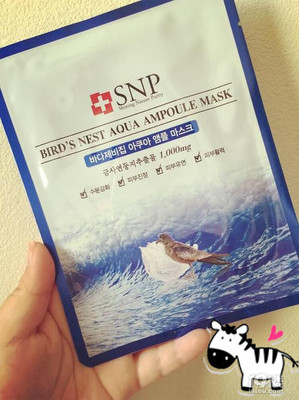 SNP
Shining Nature Purity
BIRD'S NEST AQUA AMPOULE MASK
바다제비집 아쿠아 앰플 마스크
금사연둥지추출물 1,000mg
수분강화 피부진정 피부유연 피부활력